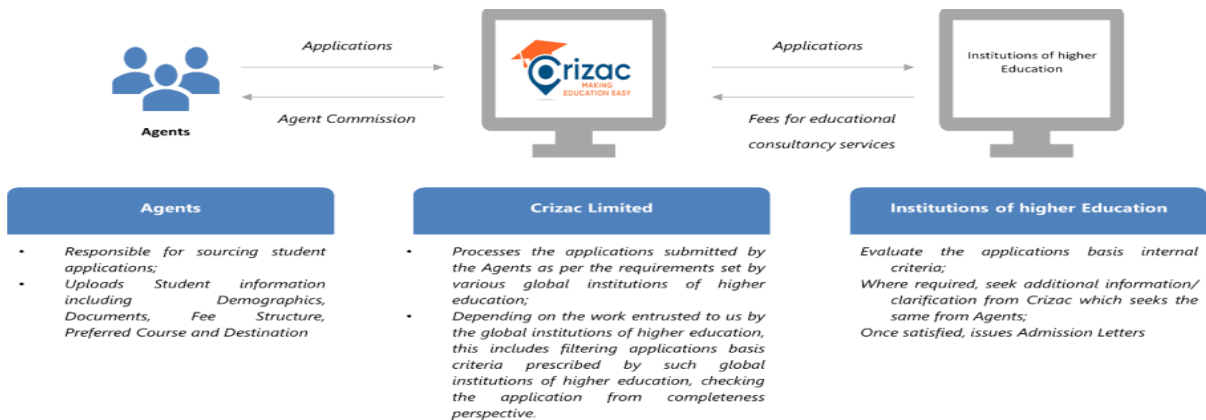 Applications
Agent Commission
Agents
Crizac
MAKING
EDUCATION EASY
Applications
Fees for educational
consultancy services
Institutions of higher
Education
Agents
• Responsible for sourcing student
applications;
• Uploads Student information
including Demographics,
Documents, Fee Structure,
Preferred Course and Destination
Crizac Limited
• Processes the applications submitted by
the Agents as per the requirements set by
various global institutions of higher
education;
• Depending on the work entrusted to us by
the global institutions of higher education,
this includes filtering applications basis
criteria prescribed by such global
institutions of higher education, checking
the application from completeness
perspective.
Institutions of higher Education
Evaluate the applications basis internal
criteria;
Where required, seek additional information/
clarification from Crizac which seeks the
same from Agents;
Once satisfied, issues Admission Letters